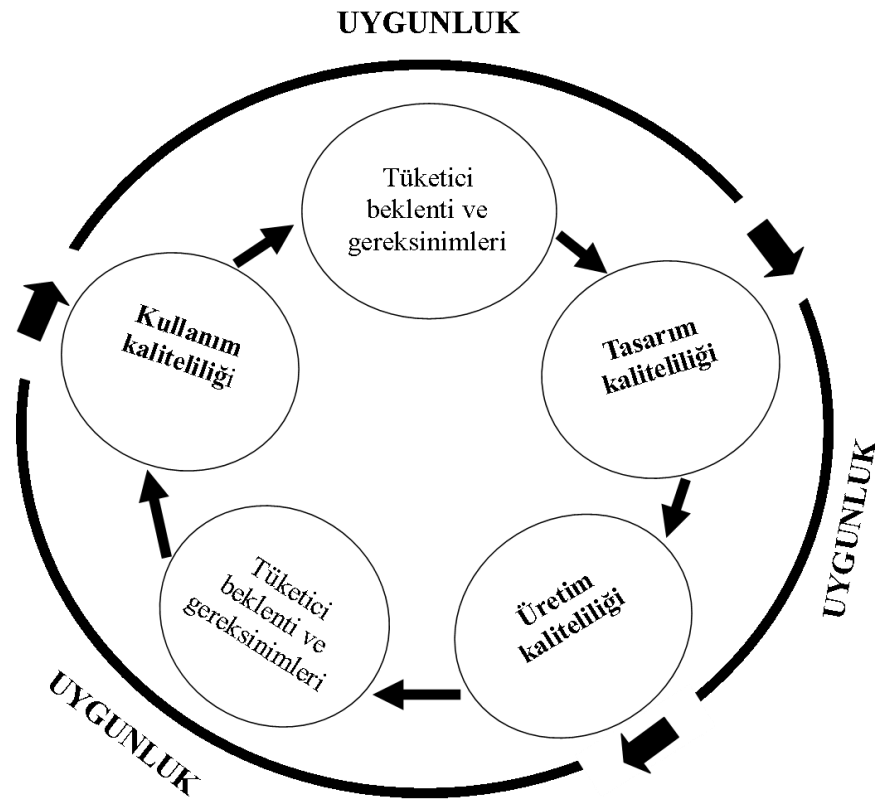 UYGUNLUK
Tüketici
beklenti ve
gereksinimleri
Tasarım
kaliteliliği
UYGUNLUK
Üretim
kaliteliliği
Tüketici
beklenti ve
gereksinimleri
UYGUNLUK
Kullanım
kaliteliliği